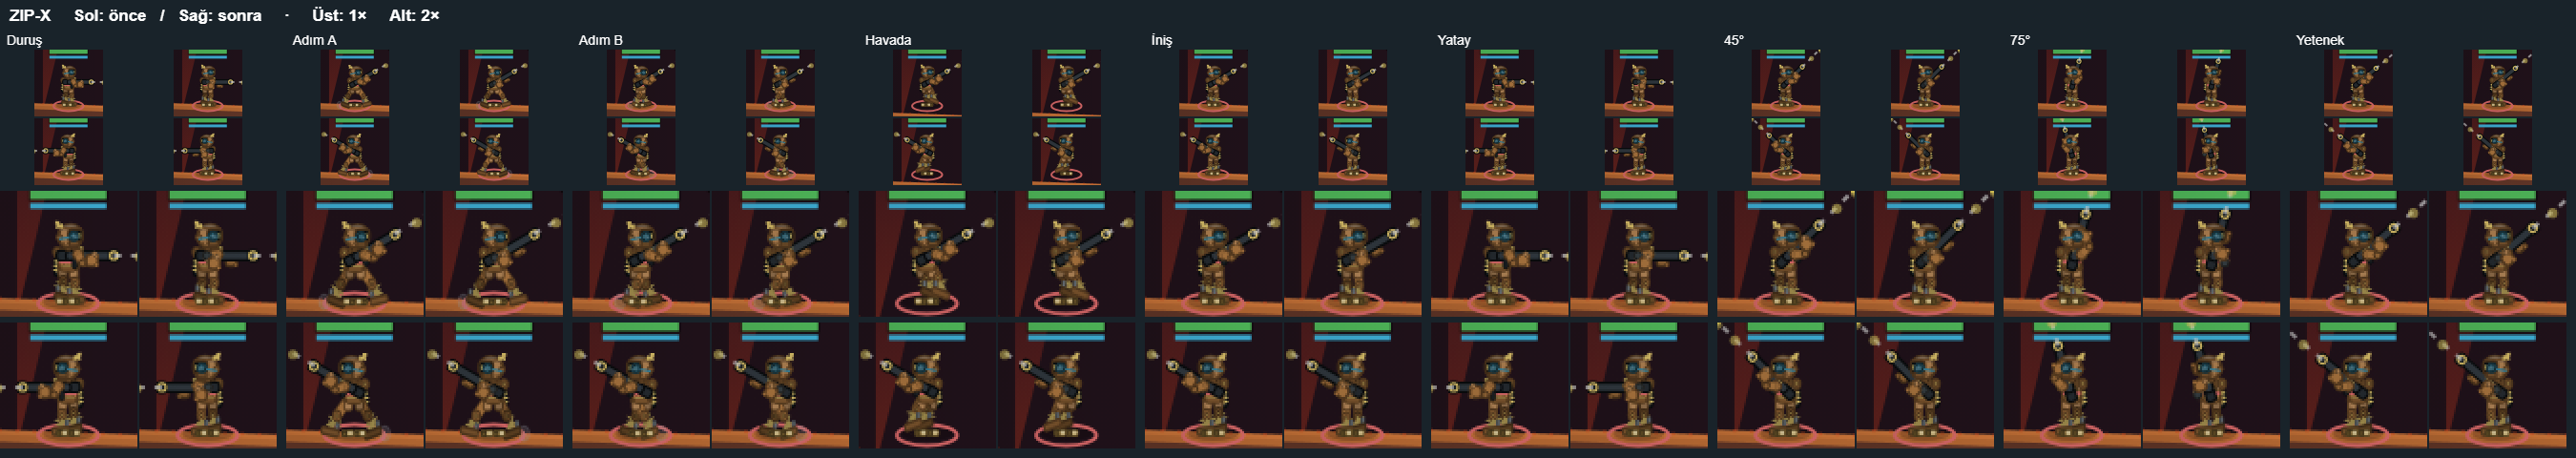 ZIP-X Sol: önce / Sağ: sonra · Üst: 1× Alt: 2×
Duruş Adım A Adım B Havada İniş Yatay 45° 75° Yetenek